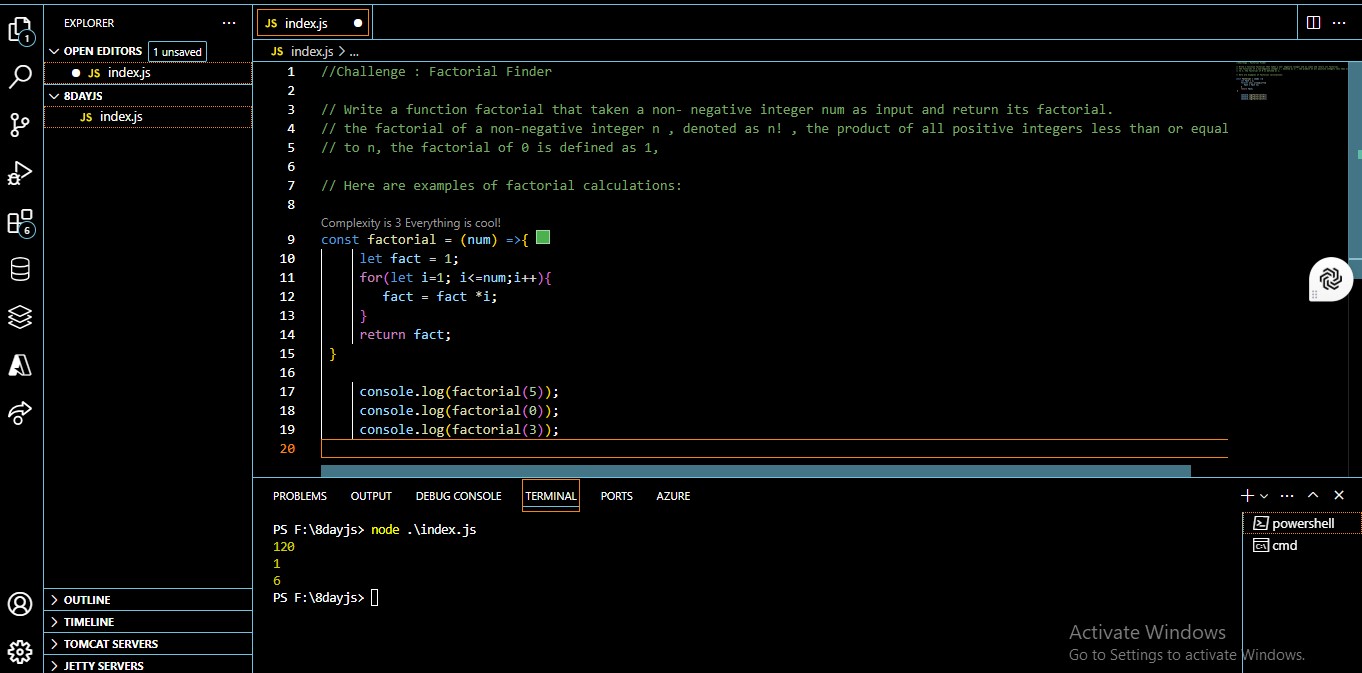 EXPLORER
OPEN EDITORS 1 unsaved
JS index.js
8DAYJS
JS index.js
OUTLINE
TIMELINE
TOMCAT SERVERS
JETTY SERVERS
1
6
JS index.js
JS index.js > ...
1 //Challenge : Factorial Finder
2
3 // Write a function factorial that taken a non- negative integer num as input and return its factorial.
4 // the factorial of a non-negative integer n , denoted as n! , the product of all positive integers less than or equal
5 // to n, the factorial of 0 is defined as 1,
6
7 // Here are examples of factorial calculations:
8
Complexity is 3 Everything is cool!
9 const factorial = (num) =>{
10 let fact = 1;
11 for(let i=1; i<=num;i++){
12 fact = fact *i;
13 }
14 return fact;
15 }
16
17 console.log(factorial(5));
18 console.log(factorial(0));
19 console.log(factorial(3));
20
PROBLEMS OUTPUT DEBUG CONSOLE TERMINAL PORTS AZURE
PS F:\8dayjs> node .\index.js
120
1
6
PS F:\8dayjs>
powershell
cmd
Activate Windows
Go to Settings to activate Windows.